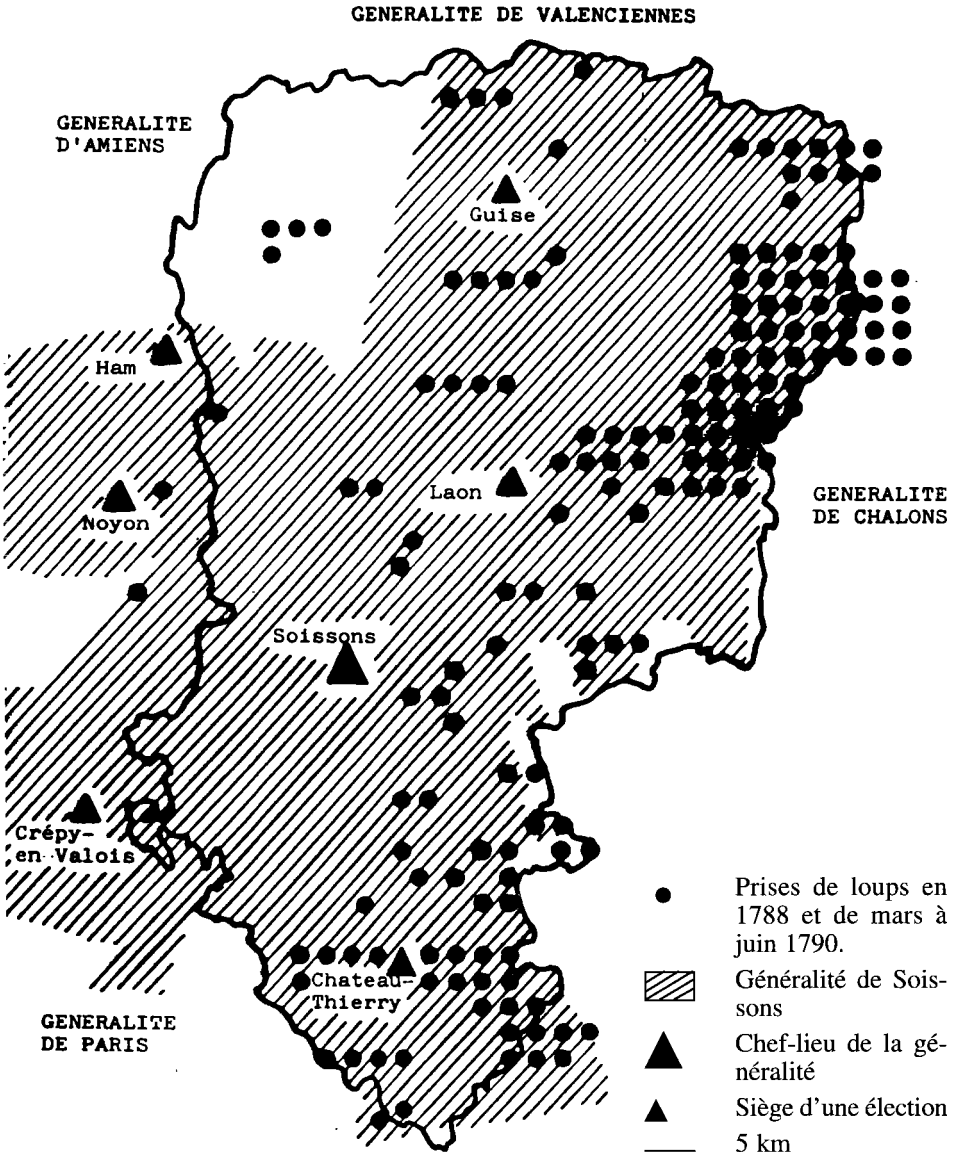 GENERALITE DE VALENCIENNES
GENERALITE
D'AMIENS
Guise
Ham
Laon
Noyon
GENERALITE
DE CHALONS
Soissons
Crépy-
en-Valois
Chateau-
Thierry
GENERALITE
DE PARIS
Prises de loups en
1788 et de mars à
juin 1790.
Généralité de Sois-
sons
Chef-lieu de la gé-
néralité
Siège d'une élection
5 km